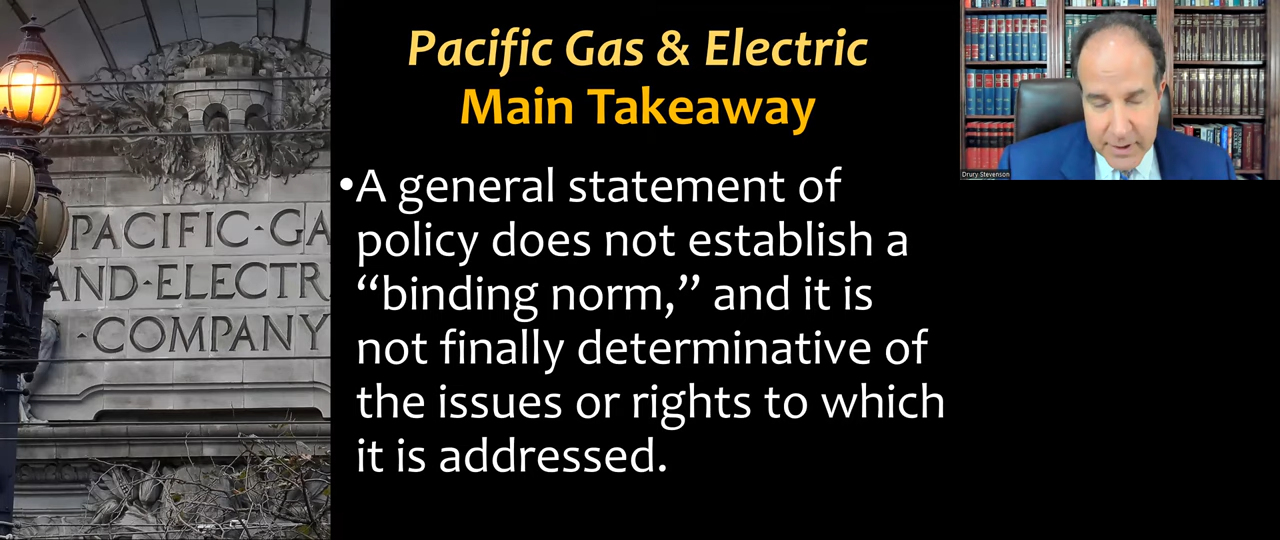 Pacific Gas & Electric
Main Takeaway
•A general statement of
policy does not establish a
“binding norm,” and it is
not finally determinative of
the issues or rights to which
it is addressed.
PACIFIC·GA
AND·ELECTR
·COMPANY
Drury Stevenson